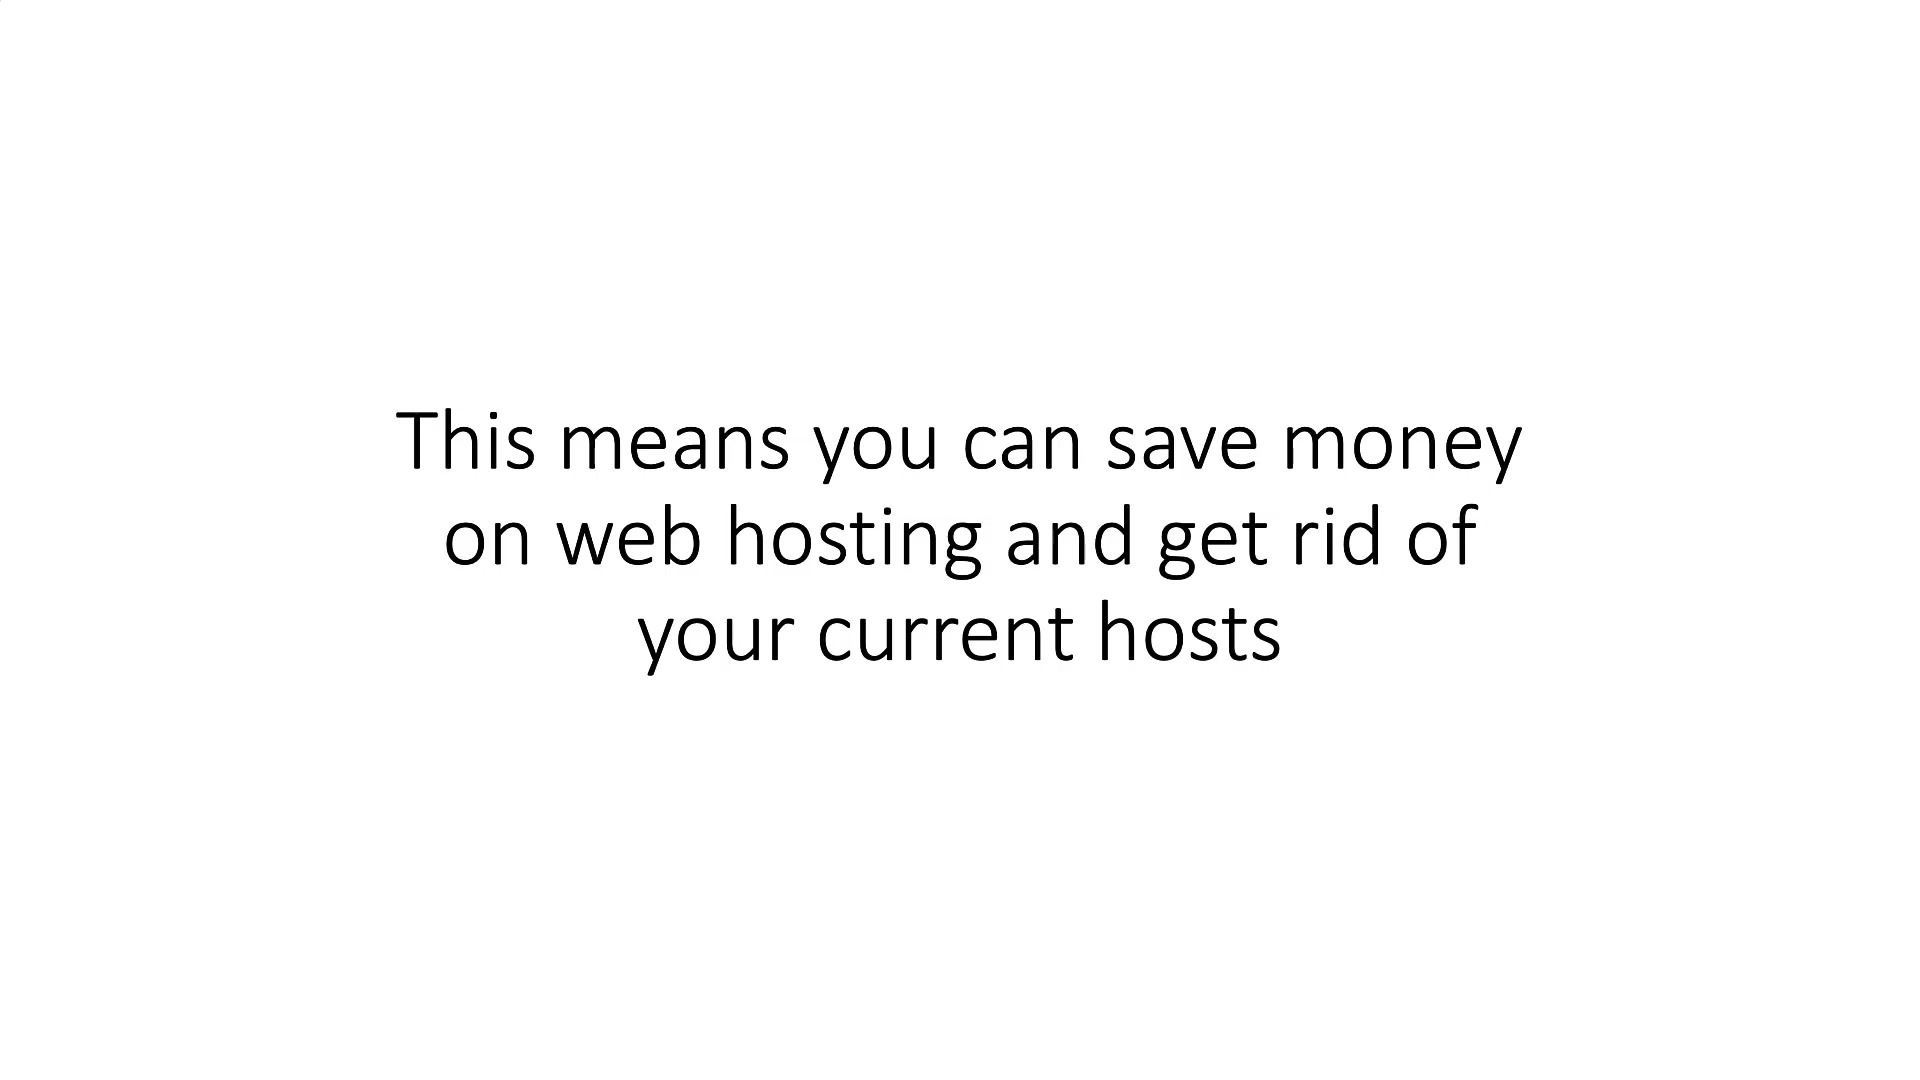 This means you can save money
on web hosting and get rid of
your current hosts